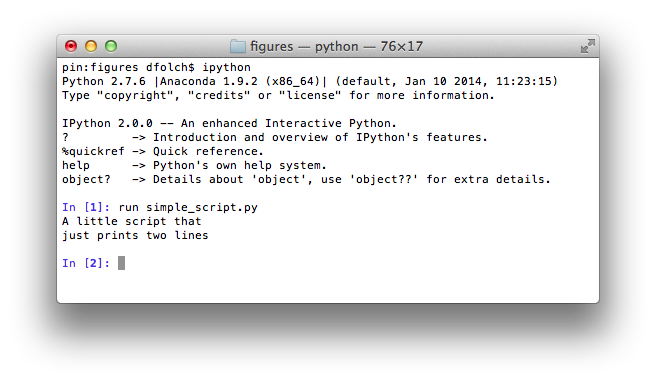 figures — python — 76×17
pin:figures dfolch$ ipython
Python 2.7.6 |Anaconda 1.9.2 (x86_64)| (default, Jan 10 2014, 11:23:15)
Type "copyright", "credits" or "license" for more information.
IPython 2.0.0 -- An enhanced Interactive Python.
?         -> Introduction and overview of IPython's features.
%quickref -> Quick reference.
help      -> Python's own help system.
object?   -> Details about 'object', use 'object??' for extra details.
In [1]: run simple_script.py
A little script that
just prints two lines
In [2]: